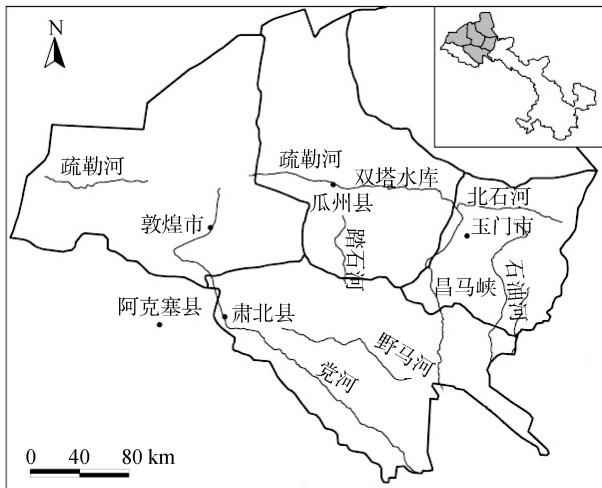 N
疏勒河
疏勒河
双塔水库
瓜州县
北石河
玉门市
敦煌市
踏石河
昌马峡
石油河
阿克塞县
肃北县
野马河
党河
0 40 80 km